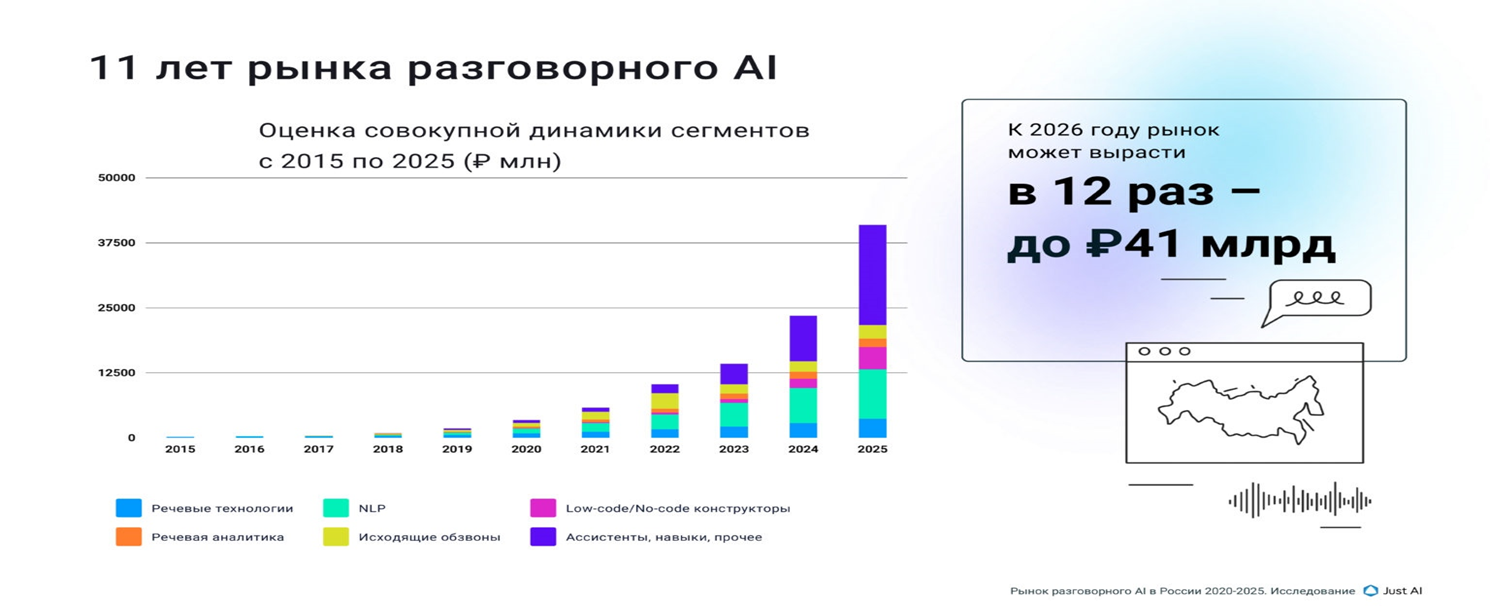 11 лет рынка разговорного AI
Оценка совокупной динамики сегментов
с 2015 по 2025 (₽ млн)
50000
37500
25000
12500
0
2015 2016 2017 2018 2019 2020 2021 2022 2023 2024 2025
Речевые технологии
NLP
Low-code/No-code конструкторы
Речевая аналитика
Исходящие обзвоны
Ассистенты, навыки, прочее
К 2026 году рынок
может вырасти
в 12 раз –
до ₽41 млрд
Рынок разговорного AI в России 2020-2025. Исследование Just AI